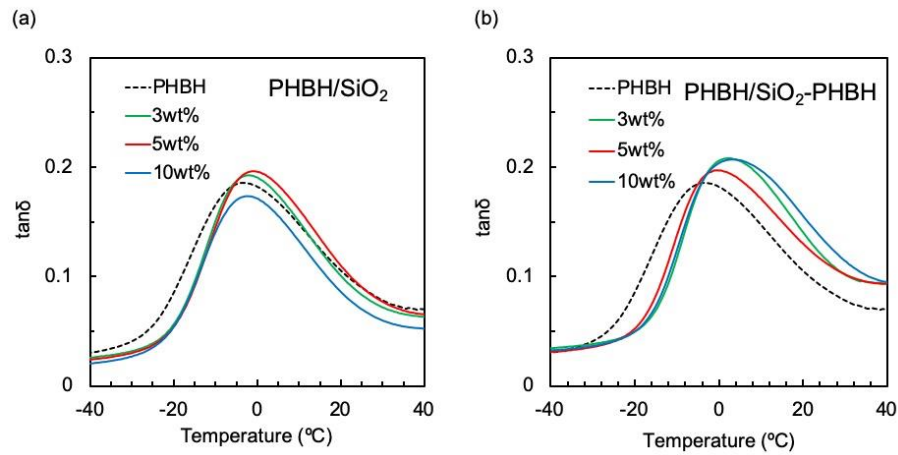 (a)
(b)
0.3
PHBH
PHBH/SiO2
3wt%
5wt%
10wt%
0.2
0.1
0
tanδ
-40
-20
0
20
40
Temperature (ºC)
0.3
PHBH
PHBH/SiO2-PHBH
3wt%
5wt%
10wt%
0.2
0.1
0
tanδ
-40
-20
0
20
40
Temperature (ºC)